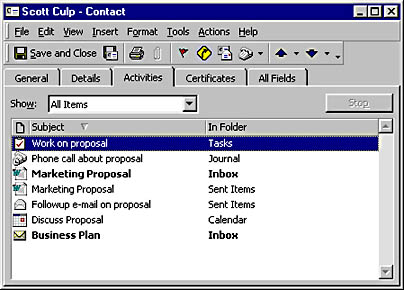 Scott Culp - Contact
File Edit View Insert Format Tools Actions Help
Save and Close
General Details Activities Certificates All Fields
Show: All Items Stop
Subject In Folder
Work on proposal Tasks
Phone call about proposal Journal
Marketing Proposal Inbox
Marketing Proposal Sent Items
Followup e-mail on proposal Sent Items
Discuss Proposal Calendar
Business Plan Inbox